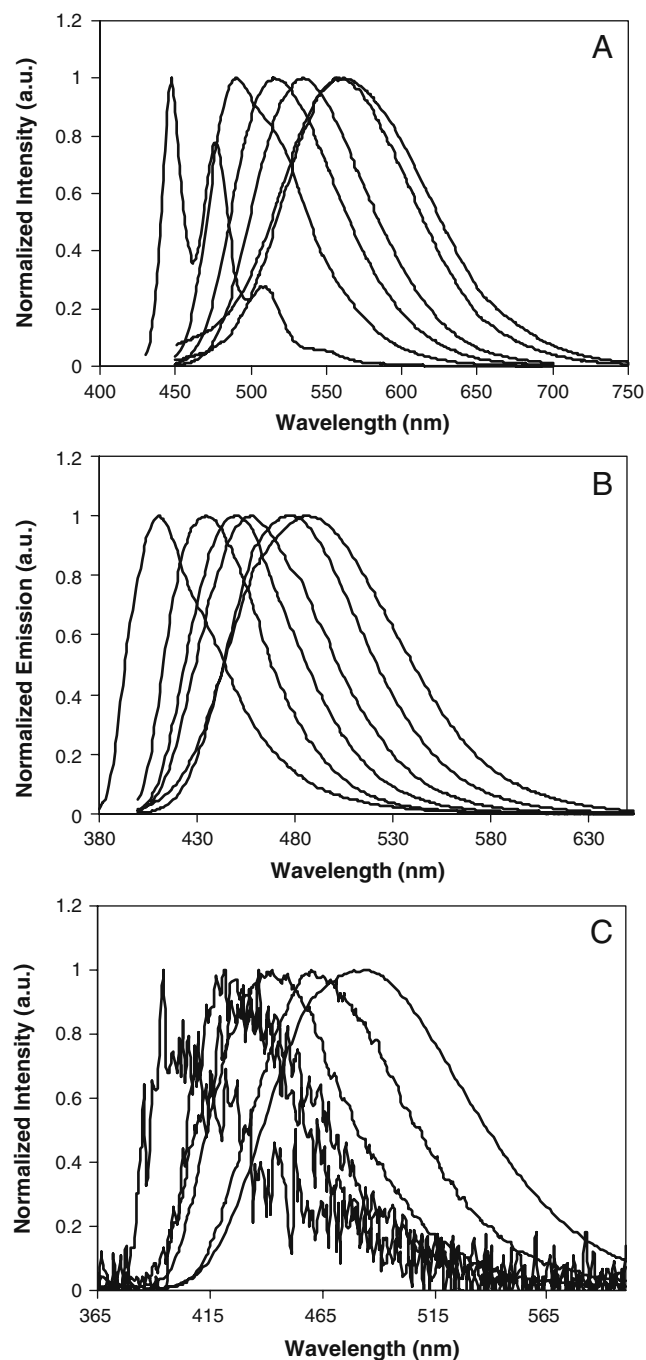 A
Normalized Intensity (a.u.)
1.2
1
0.8
0.6
0.4
0.2
0
400 450 500 550 600 650 700 750
Wavelength (nm)
B
Normalized Emission (a.u.)
1.2
1
0.8
0.6
0.4
0.2
0
380 430 480 530 580 630
Wavelength (nm)
C
Normalized Intensity (a.u.)
1.2
1
0.8
0.6
0.4
0.2
0
365 415 465 515 565
Wavelength (nm)